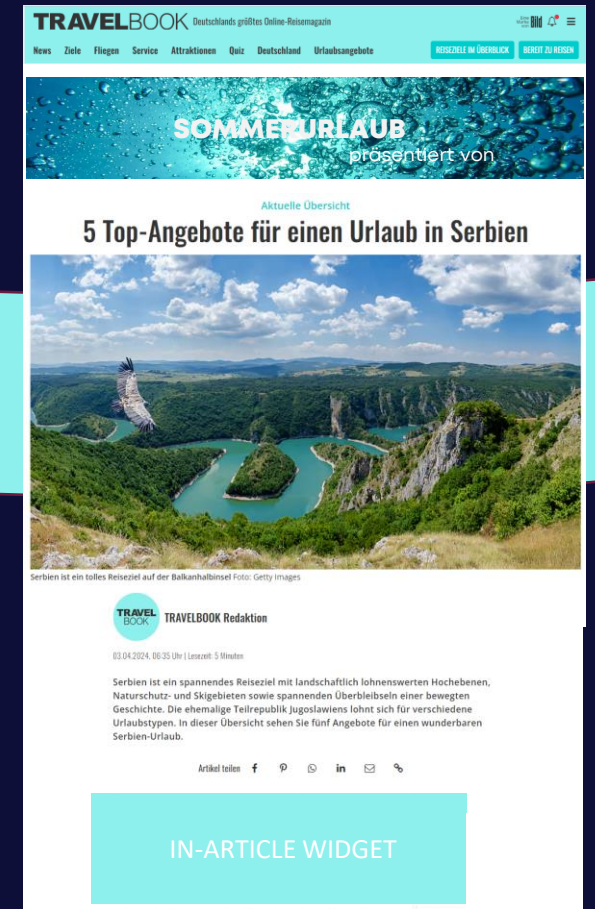 TRAVELBOOK Deutschlands größtes Online-Reisemagazin
Bild
News Ziele Fliegen Service Attraktionen Quiz Deutschland Urlaubsangebote REISEZIELE IM ÜBERBLICK BEREIT ZU REISEN
SOMMERURLAUB
präsentiert von
Aktuelle Übersicht
5 Top-Angebote für einen Urlaub in Serbien
Serbien ist ein tolles Reiseziel auf der Balkanhalbinsel Foto: Getty Images
TRAVEL
BOOK
TRAVELBOOK Redaktion
03.04.2024, 06:35 Uhr | Lesezeit: 5 Minuten
Serbien ist ein spannendes Reiseziel mit landschaftlich lohnenswerten Hochebenen,
Naturschutz- und Skigebieten sowie spannenden Überbleibseln einer bewegten
Geschichte. Die ehemalige Teilrepublik Jugoslawiens lohnt sich für verschiedene
Urlaubstypen. In dieser Übersicht sehen Sie fünf Angebote für einen wunderbaren
Serbien-Urlaub.
Artikel teilen
IN-ARTICLE WIDGET